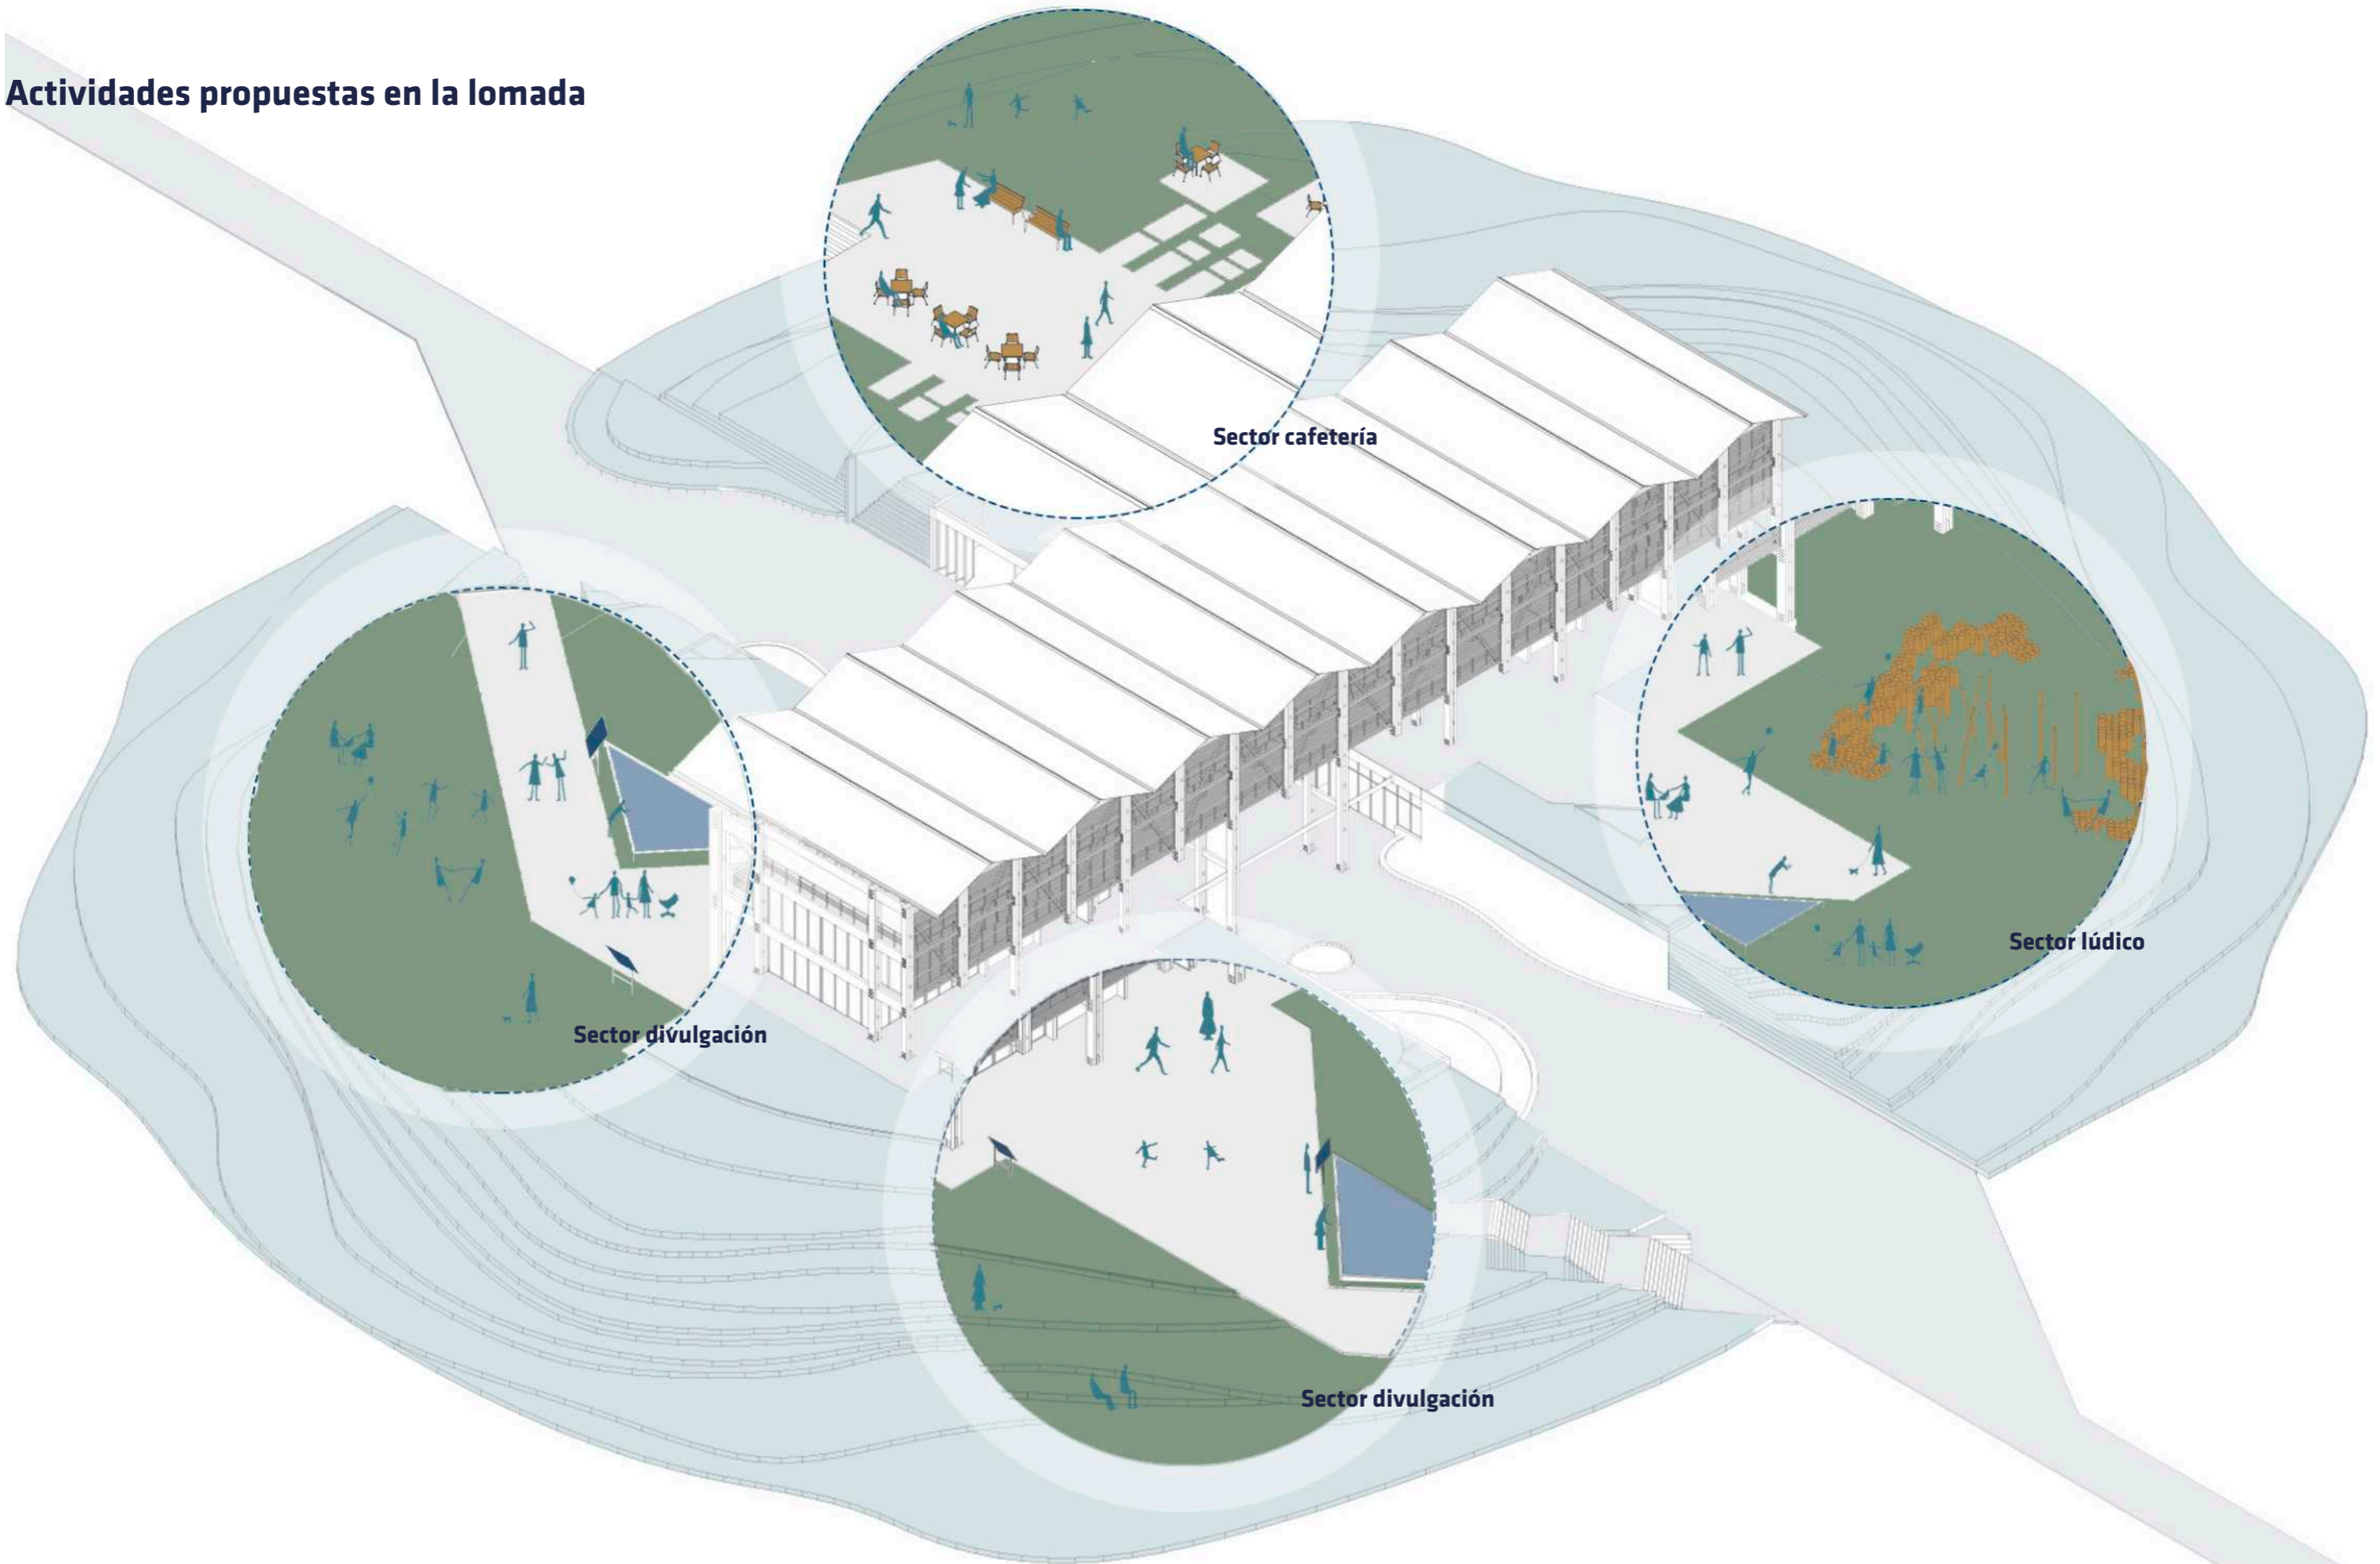 Actividades propuestas en la lomada
Sector cafetería
Sector lúdico
Sector divulgación
Sector divulgación